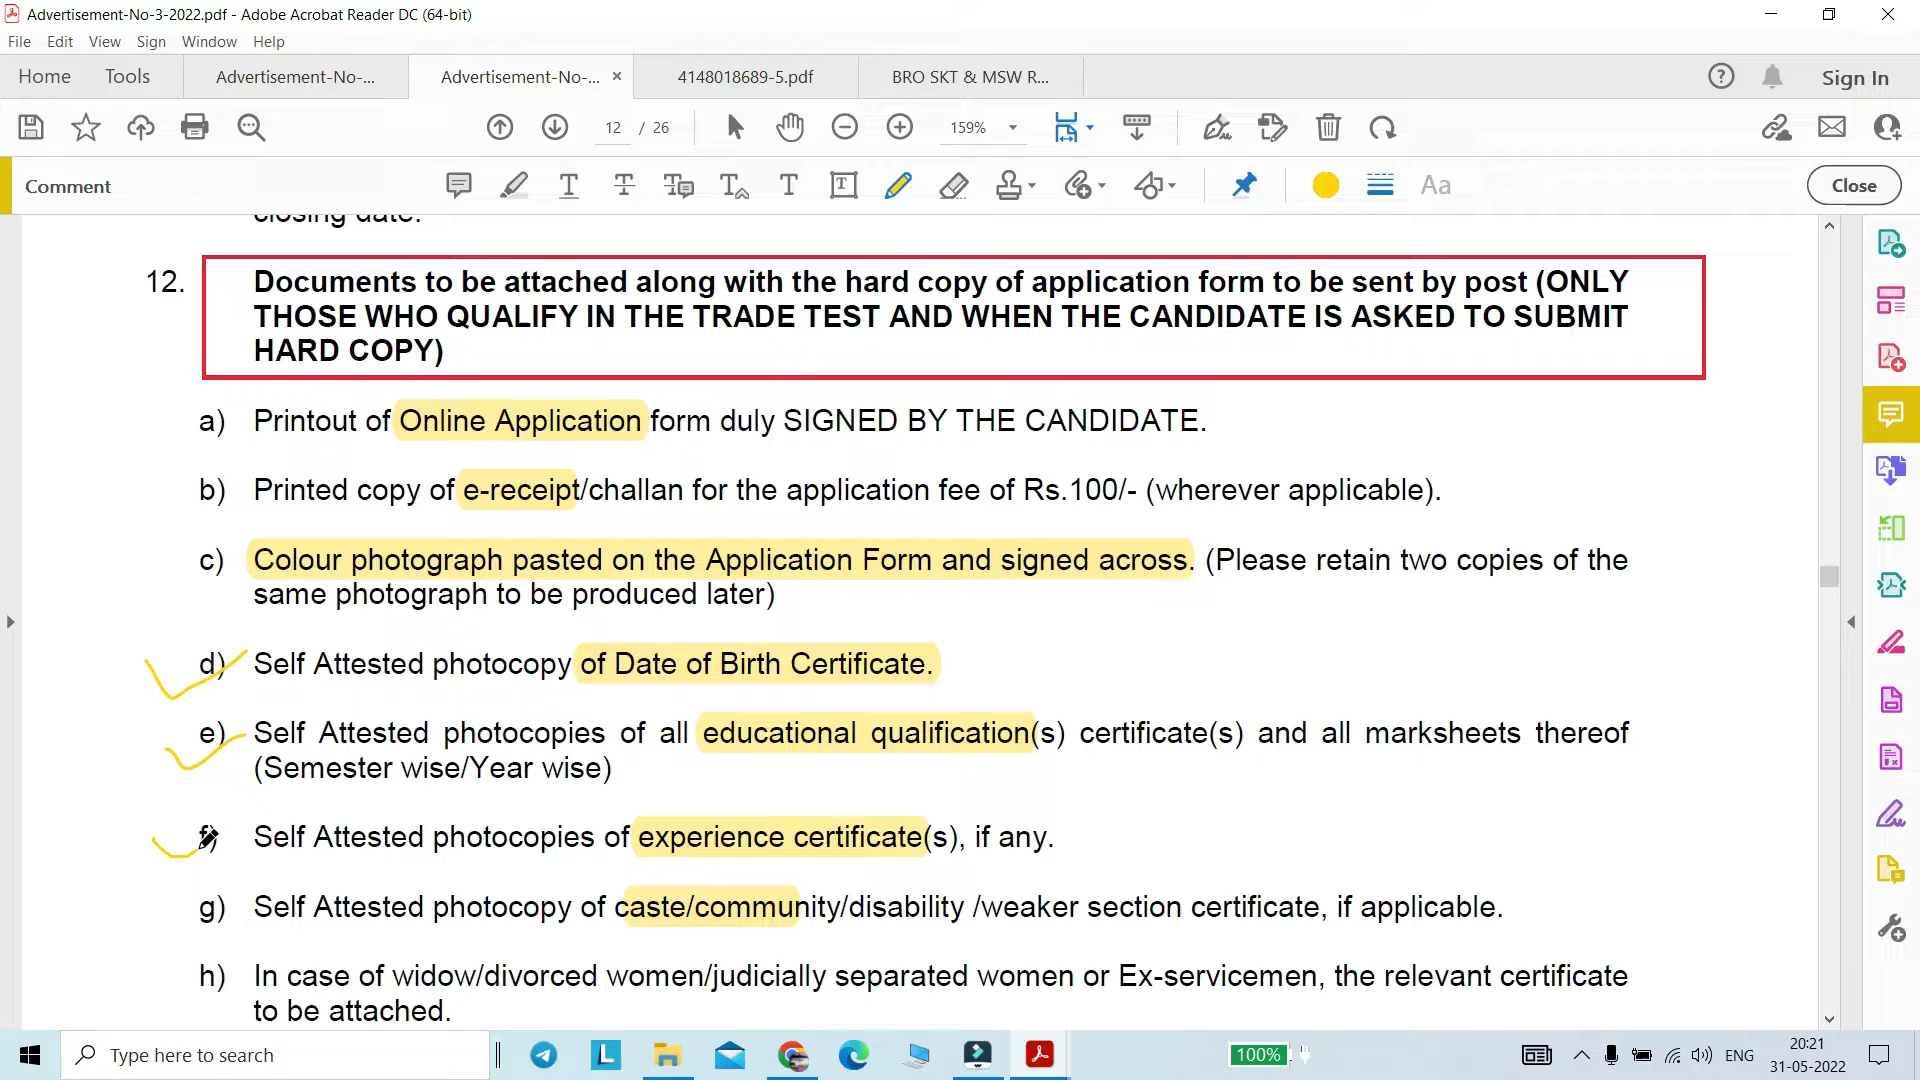 Advertisement-No-3-2022.pdf - Adobe Acrobat Reader DC (64-bit)
File Edit View Sign Window Help
Home Tools Advertisement-No-... Advertisement-No-... × 4148018689-5.pdf BRO SKT & MSW R... Sign In
12 / 26 159%
Comment Aa Close
closing date.
12. Documents to be attached along with the hard copy of application form to be sent by post (ONLY
THOSE WHO QUALIFY IN THE TRADE TEST AND WHEN THE CANDIDATE IS ASKED TO SUBMIT
HARD COPY)
a) Printout of Online Application form duly SIGNED BY THE CANDIDATE.
b) Printed copy of e-receipt/challan for the application fee of Rs.100/- (wherever applicable).
c) Colour photograph pasted on the Application Form and signed across. (Please retain two copies of the
same photograph to be produced later)
d) Self Attested photocopy of Date of Birth Certificate.
e) Self Attested photocopies of all educational qualification(s) certificate(s) and all marksheets thereof
(Semester wise/Year wise)
f) Self Attested photocopies of experience certificate(s), if any.
g) Self Attested photocopy of caste/community/disability /weaker section certificate, if applicable.
h) In case of widow/divorced women/judicially separated women or Ex-servicemen, the relevant certificate
to be attached.
Type here to search
100%
ENG
20:21
31-05-2022